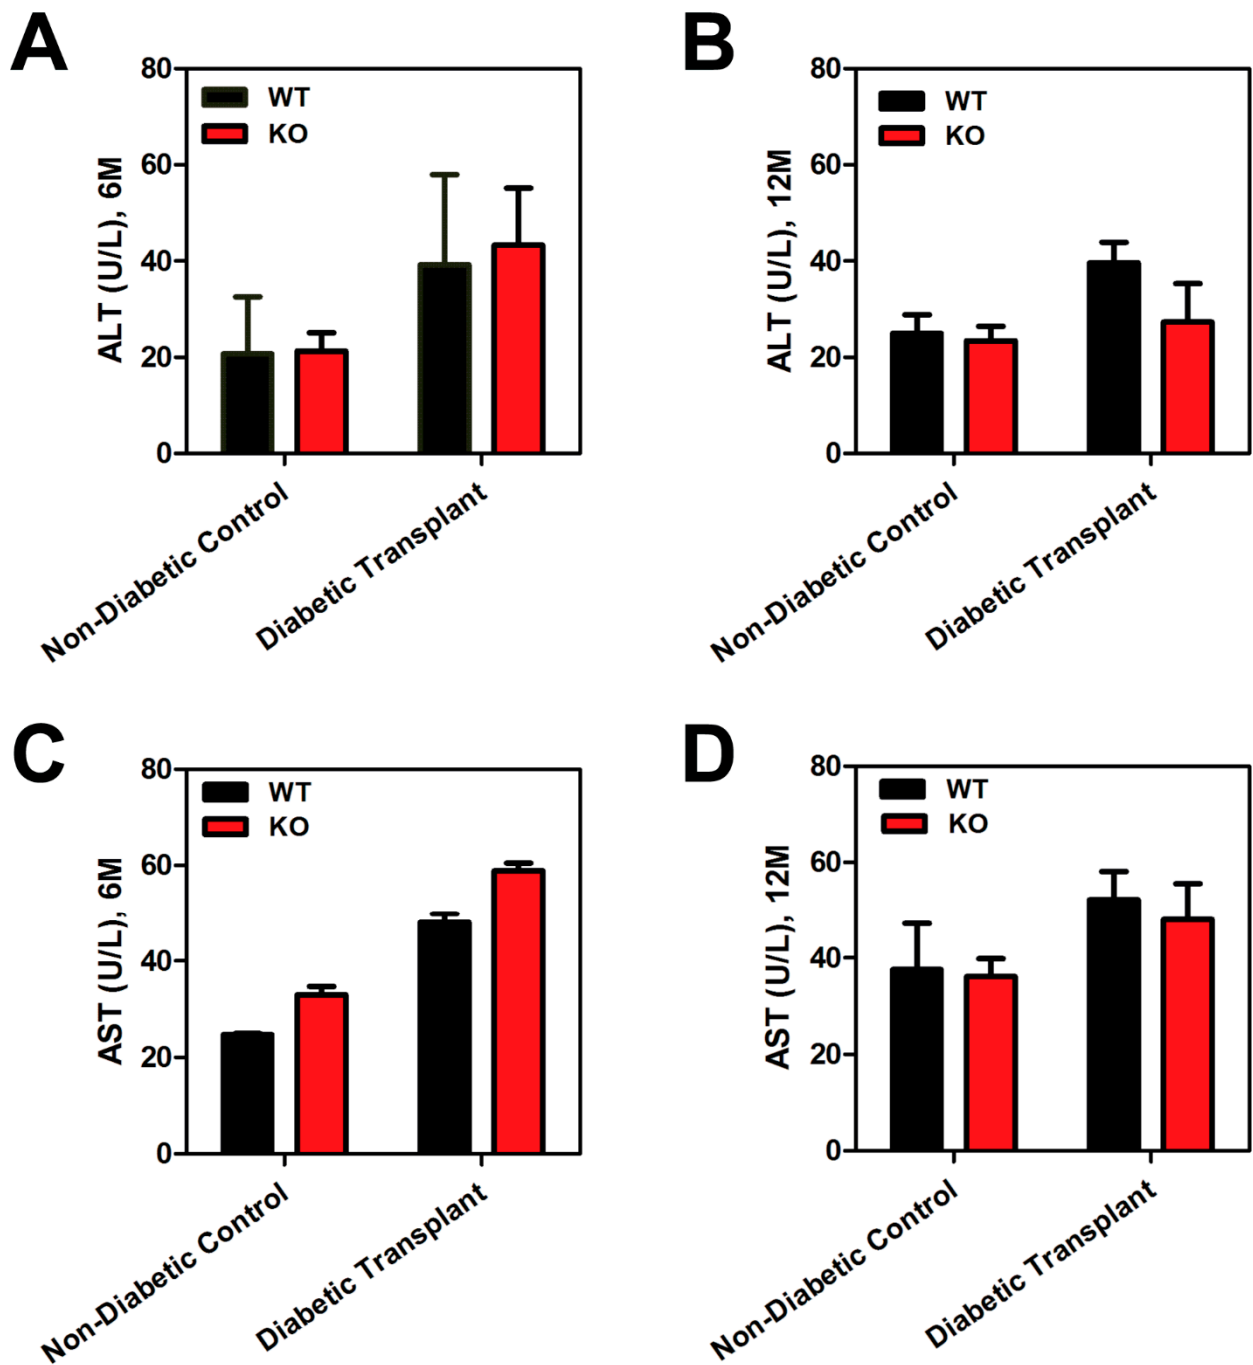 A
80
60
40
20
0
ALT (U/L), 6M
WT
KO
Non-Diabetic Control
Diabetic Transplant
B
80
60
40
20
0
ALT (U/L), 12M
WT
KO
Non-Diabetic Control
Diabetic Transplant
C
80
60
40
20
0
AST (U/L), 6M
WT
KO
Non-Diabetic Control
Diabetic Transplant
D
80
60
40
20
0
AST (U/L), 12M
WT
KO
Non-Diabetic Control
Diabetic Transplant